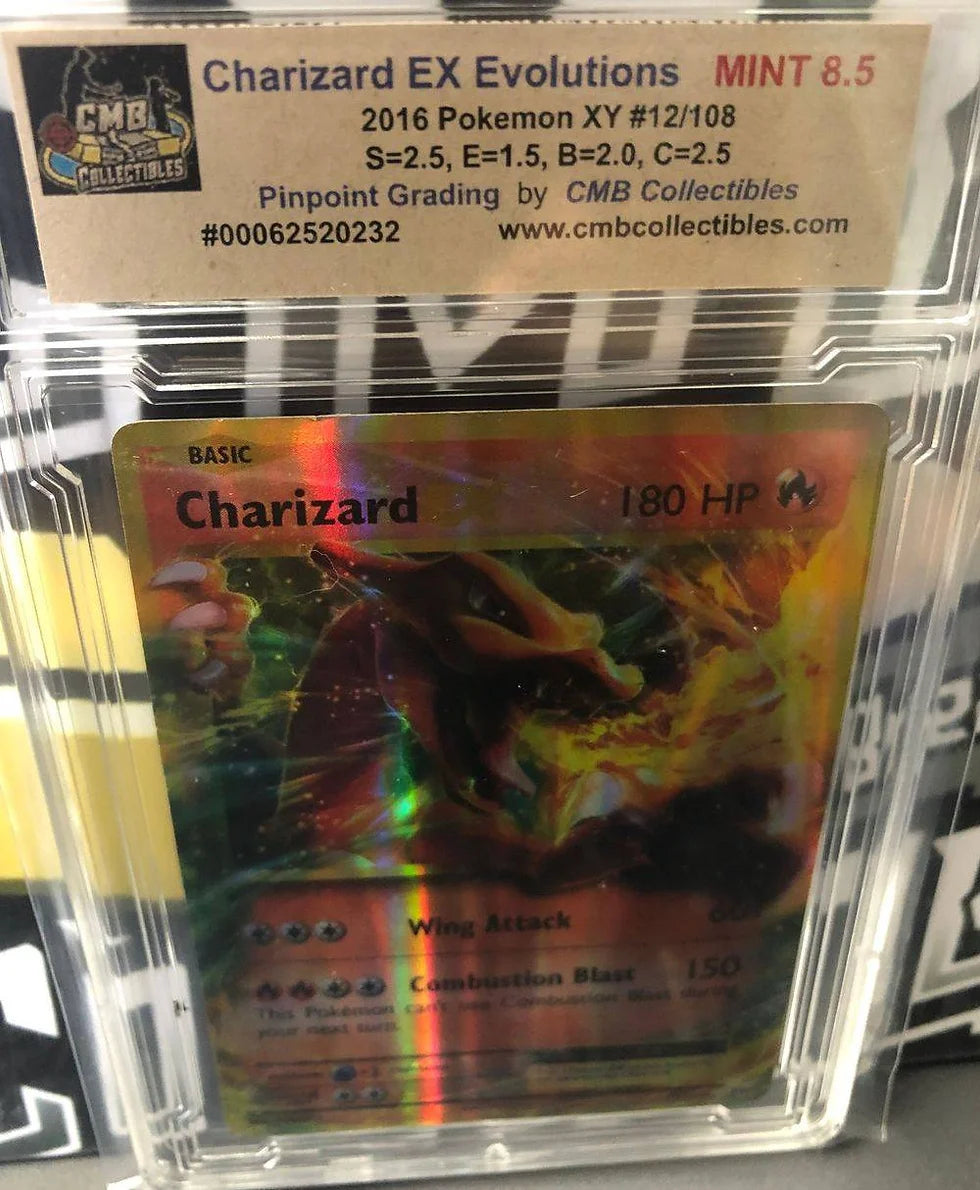 CMB
COLLECTIBLES
Charizard EX Evolutions MINT 8.5
2016 Pokemon XY #12/108
S=2.5, E=1.5, B=2.0, C=2.5
Pinpoint Grading by CMB Collectibles
#00062520232 www.cmbcollectibles.com
BASIC
Charizard 180 HP
Wing Attack
Combustion Blast 150
This Pokémon can't use Combustion Blast during
your next turn.